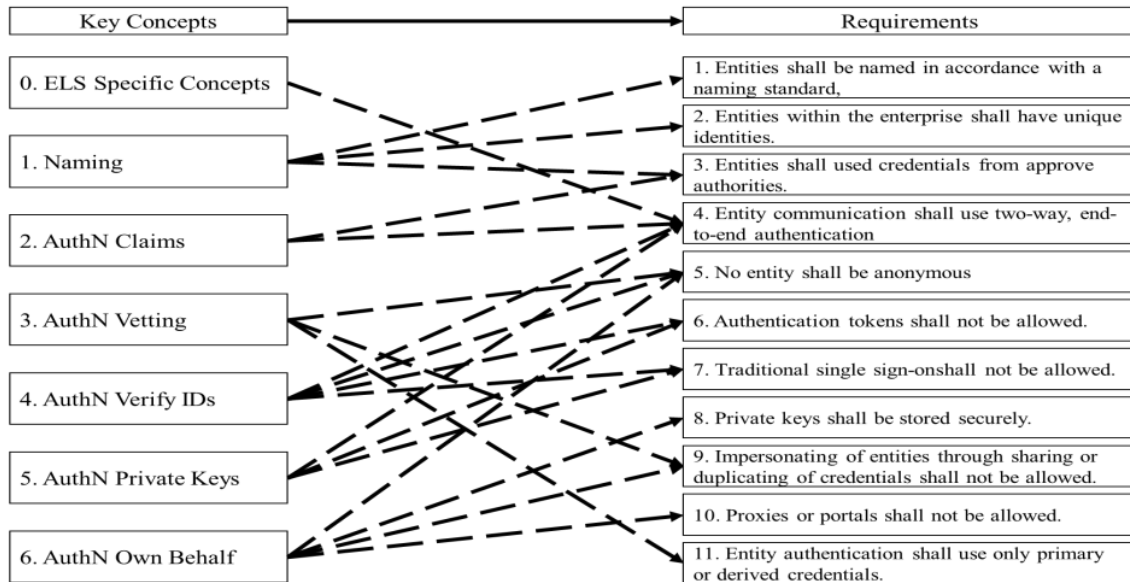 Key Concepts
Requirements
0. ELS Specific Concepts
1. Naming
2. AuthN Claims
3. AuthN Vetting
4. AuthN Verify IDs
5. AuthN Private Keys
6. AuthN Own Behalf
1. Entities shall be named in accordance with a
naming standard,
2. Entities within the enterprise shall have unique
identities.
3. Entities shall used credentials from approve
authorities.
4. Entity communication shall use two-way, end-
to-end authentication
5. No entity shall be anonymous
6. Authentication tokens shall not be allowed.
7. Traditional single sign-onshall not be allowed.
8. Private keys shall be stored securely.
9. Impersonating of entities through sharing or
duplicating of credentials shall not be allowed.
10. Proxies or portals shall not be allowed.
11. Entity authentication shall use only primary
or derived credentials.